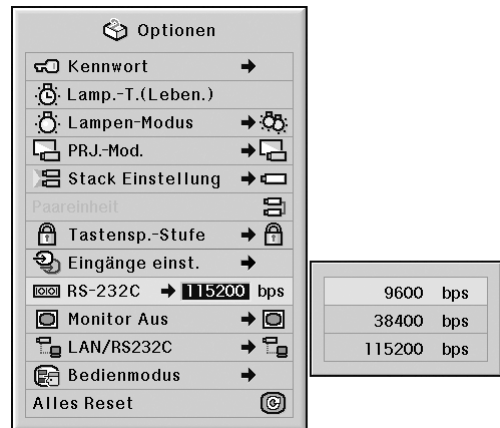 Optionen
Kennwort
Lamp.-T.(Leben.)
Lampen-Modus
PRJ.-Mod.
Stack Einstellung
Paareinheit
Tastensp.-Stufe
Eingänge einst.
RS-232C 115200 bps
Monitor Aus
LAN/RS232C
Bedienmodus
Alles Reset
9600 bps
38400 bps
115200 bps